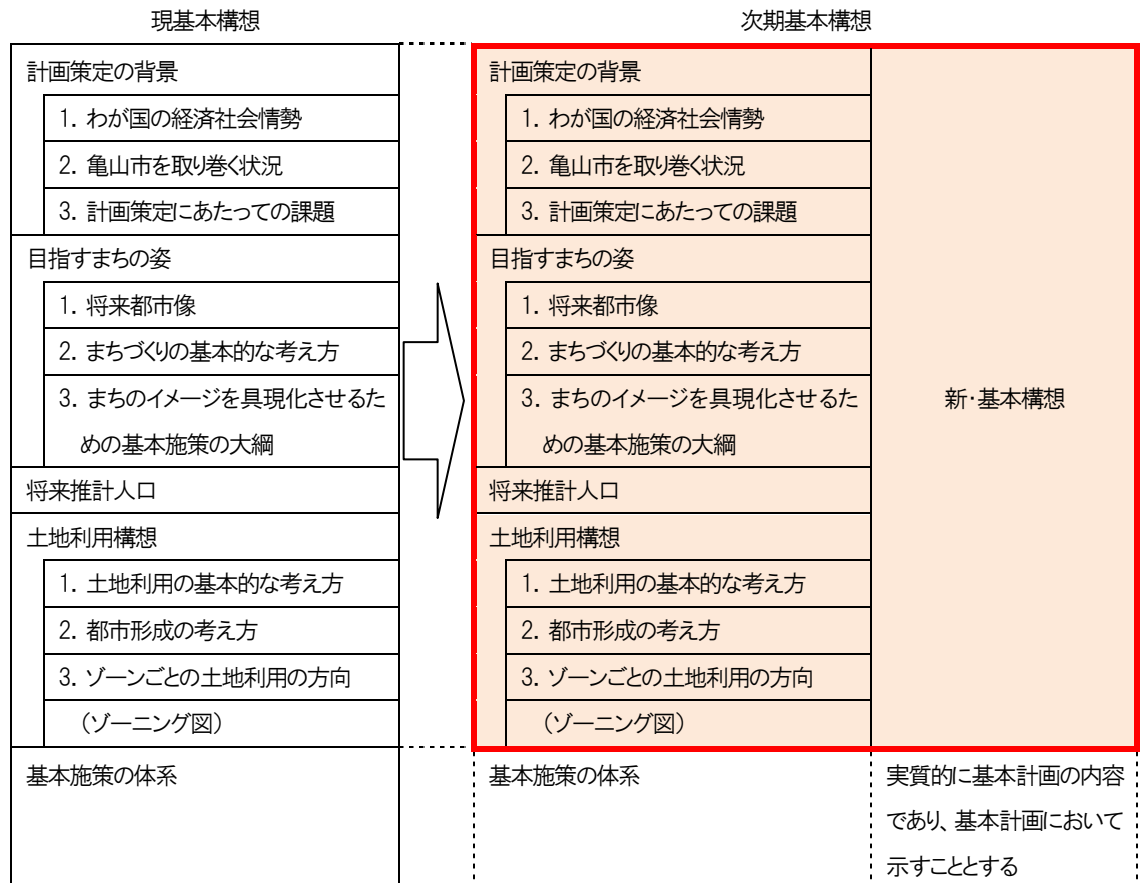 現基本構想
計画策定の背景
1. わが国の経済社会情勢
2. 亀山市を取り巻く状況
3. 計画策定にあたっての課題
目指すまちの姿
1. 将来都市像
2. まちづくりの基本的な考え方
3. まちのイメージを具現化させるた
めの基本施策の大綱
将来推計人口
土地利用構想
1. 土地利用の基本的な考え方
2. 都市形成の考え方
3. ゾーンごとの土地利用の方向
（ゾーニング図）
基本施策の体系
次期基本構想
計画策定の背景
1. わが国の経済社会情勢
2. 亀山市を取り巻く状況
3. 計画策定にあたっての課題
目指すまちの姿
1. 将来都市像
2. まちづくりの基本的な考え方
3. まちのイメージを具現化させるた
めの基本施策の大綱
将来推計人口
土地利用構想
1. 土地利用の基本的な考え方
2. 都市形成の考え方
3. ゾーンごとの土地利用の方向
（ゾーニング図）
基本施策の体系
新・基本構想
実質的に基本計画の内容
であり、基本計画において
示すこととする